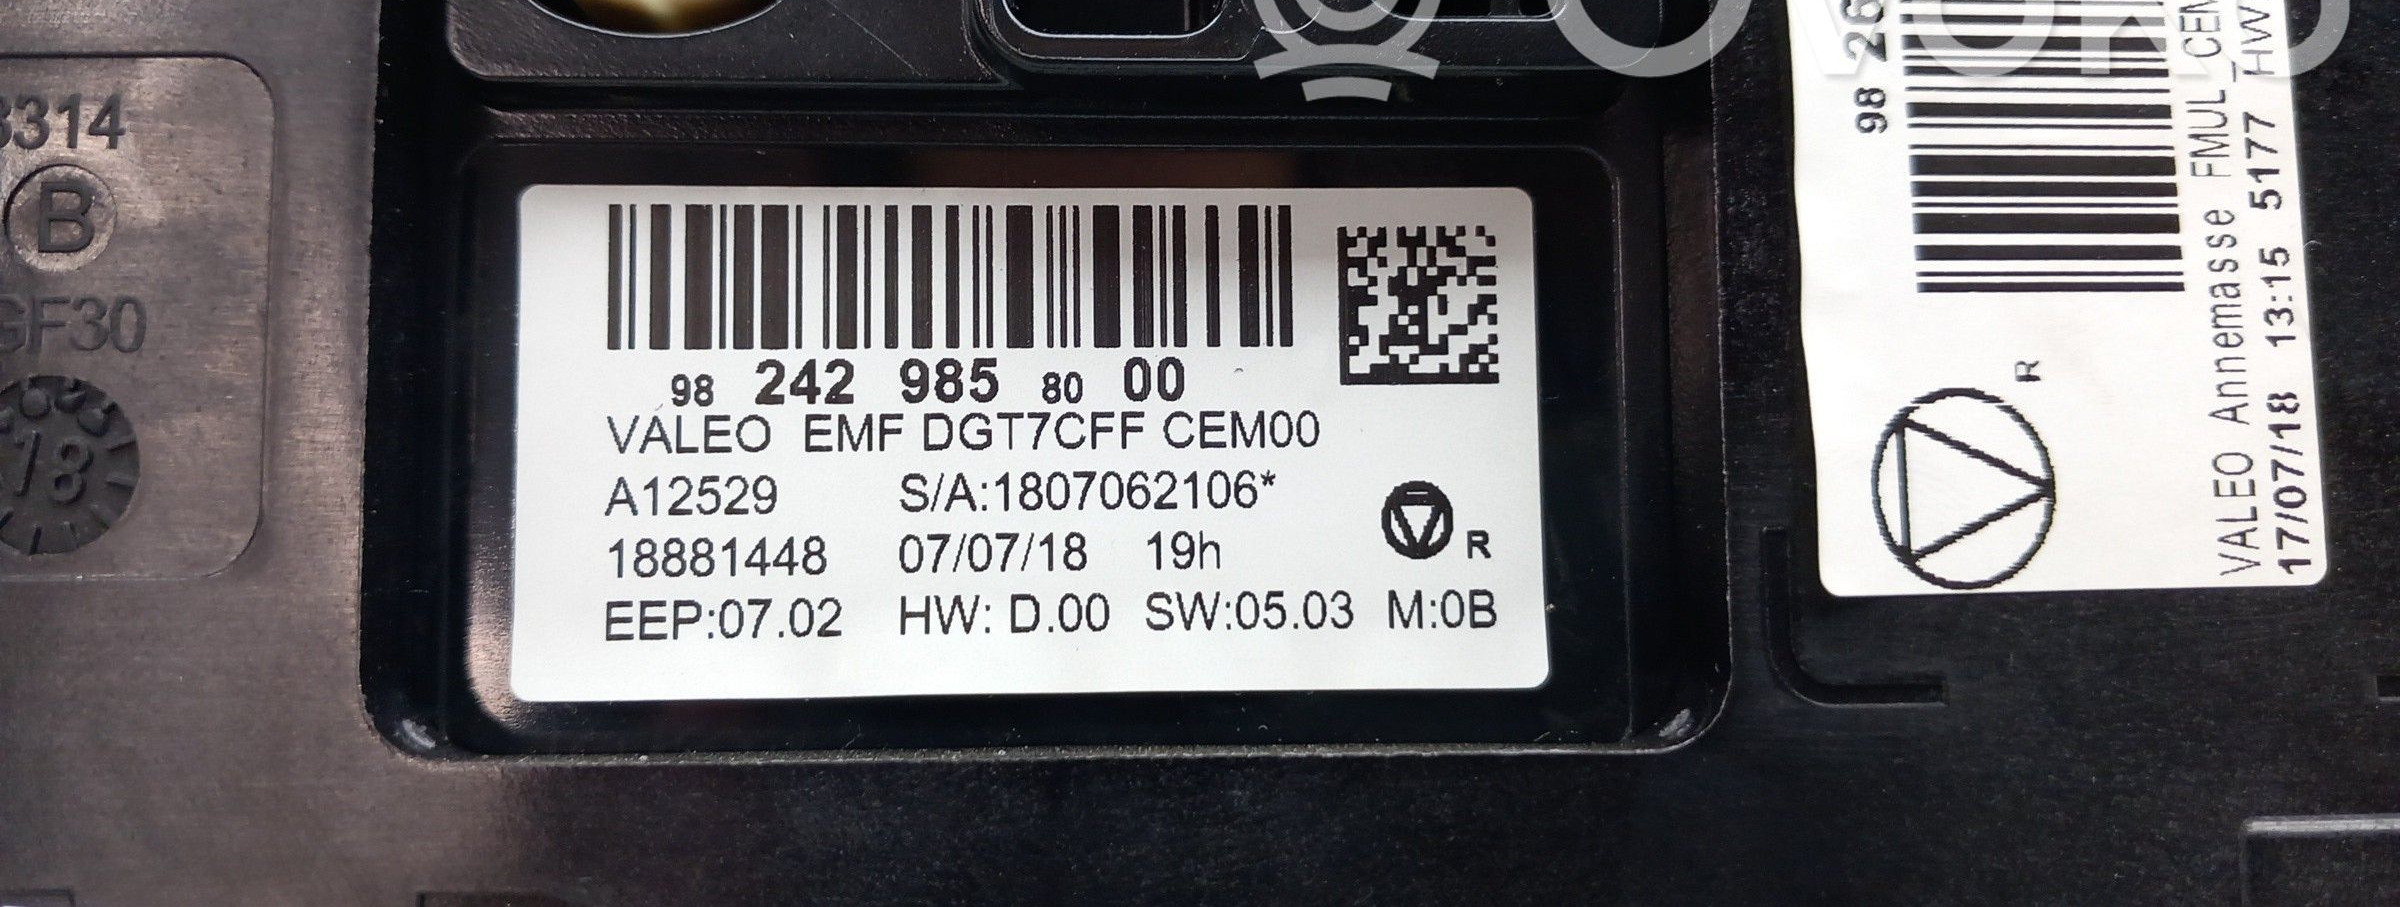 3314
B
GF30
18
98 242 985 80 00
VALEO EMF DGT7CFF CEM00
A12529 S/A:1807062106*
18881448 07/07/18 19h
R
EEP:07.02 HW: D.00 SW:05.03 M:0B
98 26
R
VALEO Annemasse FMUL CEM
17/07/18 13:15 5177 HW